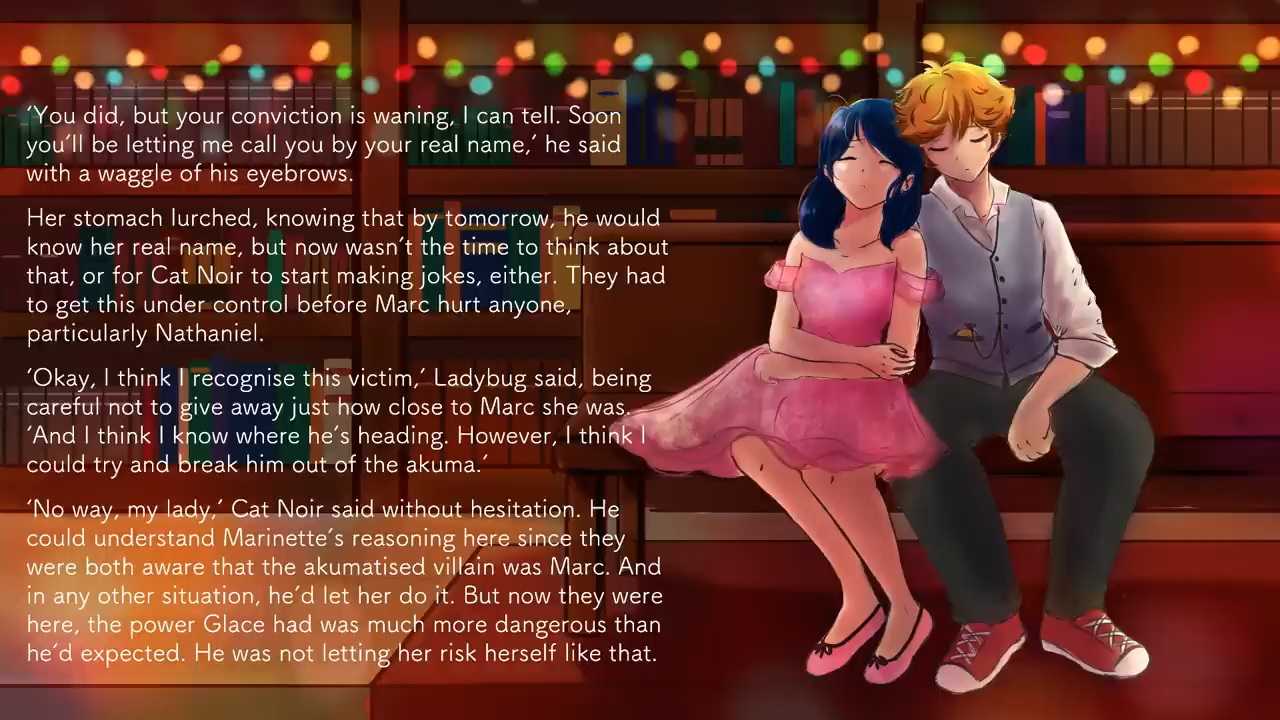 ‘You did, but your conviction is waning, I can tell. Soon
you’ll be letting me call you by your real name,’ he said
with a waggle of his eyebrows.
Her stomach lurched, knowing that by tomorrow, he would
know her real name, but now wasn’t the time to think about
that, or for Cat Noir to start making jokes, either. They had
to get this under control before Marc hurt anyone,
particularly Nathaniel.
‘Okay, I think I recognise this victim,’ Ladybug said, being
careful not to give away just how close to Marc she was.
‘And I think I know where he’s heading. However, I think I
could try and break him out of the akuma.’
‘No way, my lady,’ Cat Noir said without hesitation. He
could understand Marinette’s reasoning here since they
were both aware that the akumatised villain was Marc. And
in any other situation, he’d let her do it. But now they were
here, the power Glace had was much more dangerous than
he’d expected. He was not letting her risk herself like that.